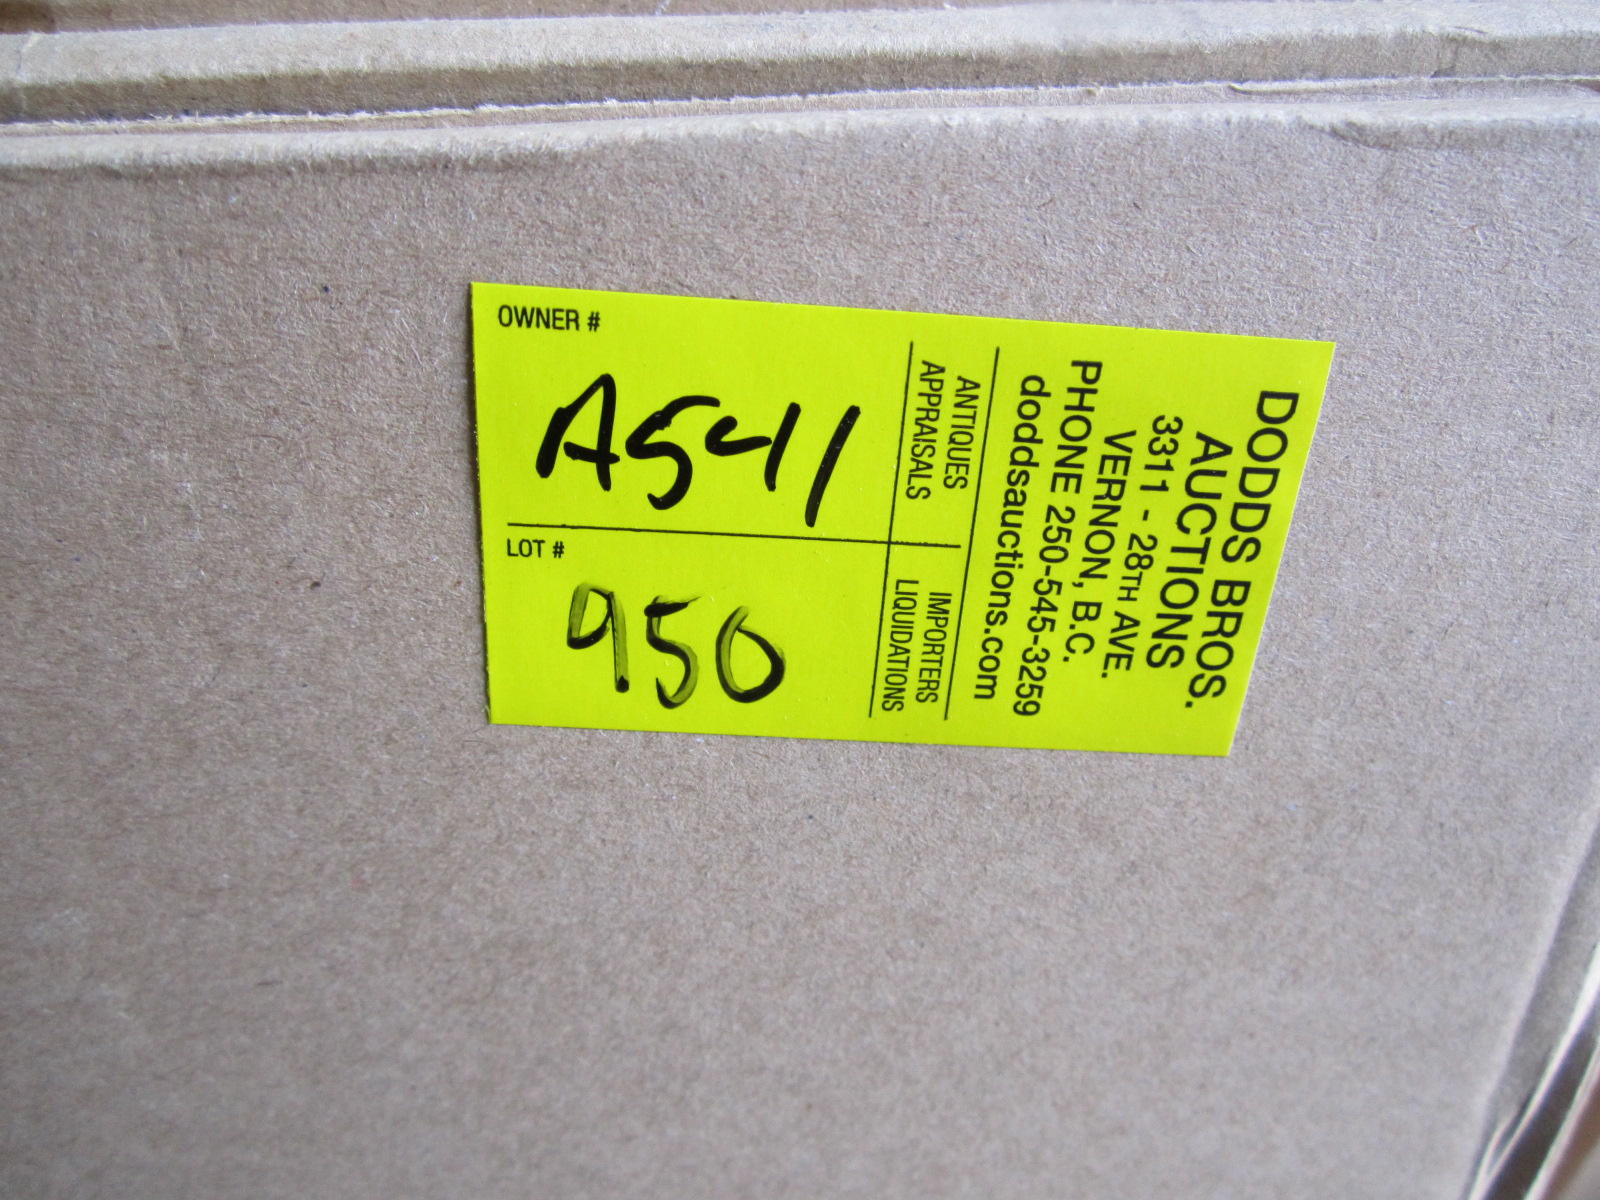 OWNER #
A541
LOT #
950
ANTIQUES
APPRAISALS
IMPORTERS
LIQUIDATIONS
DODDS BROS.
AUCTIONS
3311 - 28TH AVE.
VERNON, B.C.
PHONE 250-545-3259
doddsauctions.com